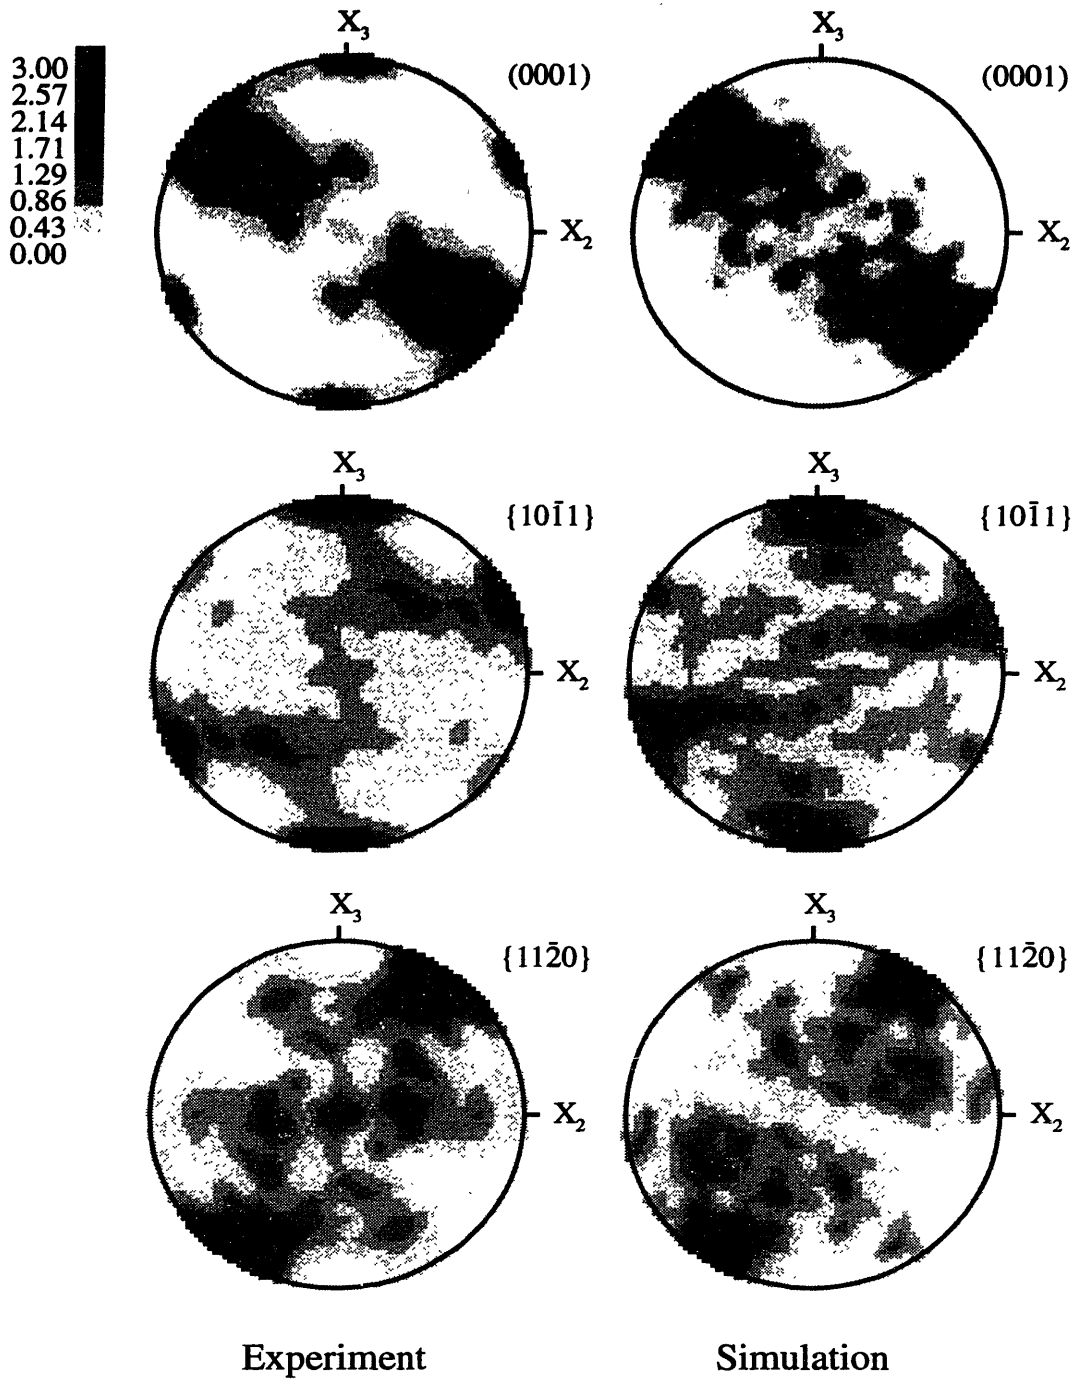 X₃
X₃
3.00
2.57
2.14
1.71
1.29
0.86
0.43
0.00
(0001)
(0001)
X₂
X₂
X₃
X₃
{101̄1}
{101̄1}
X₂
X₂
X₃
X₃
{112̄0}
{112̄0}
X₂
X₂
Experiment
Simulation